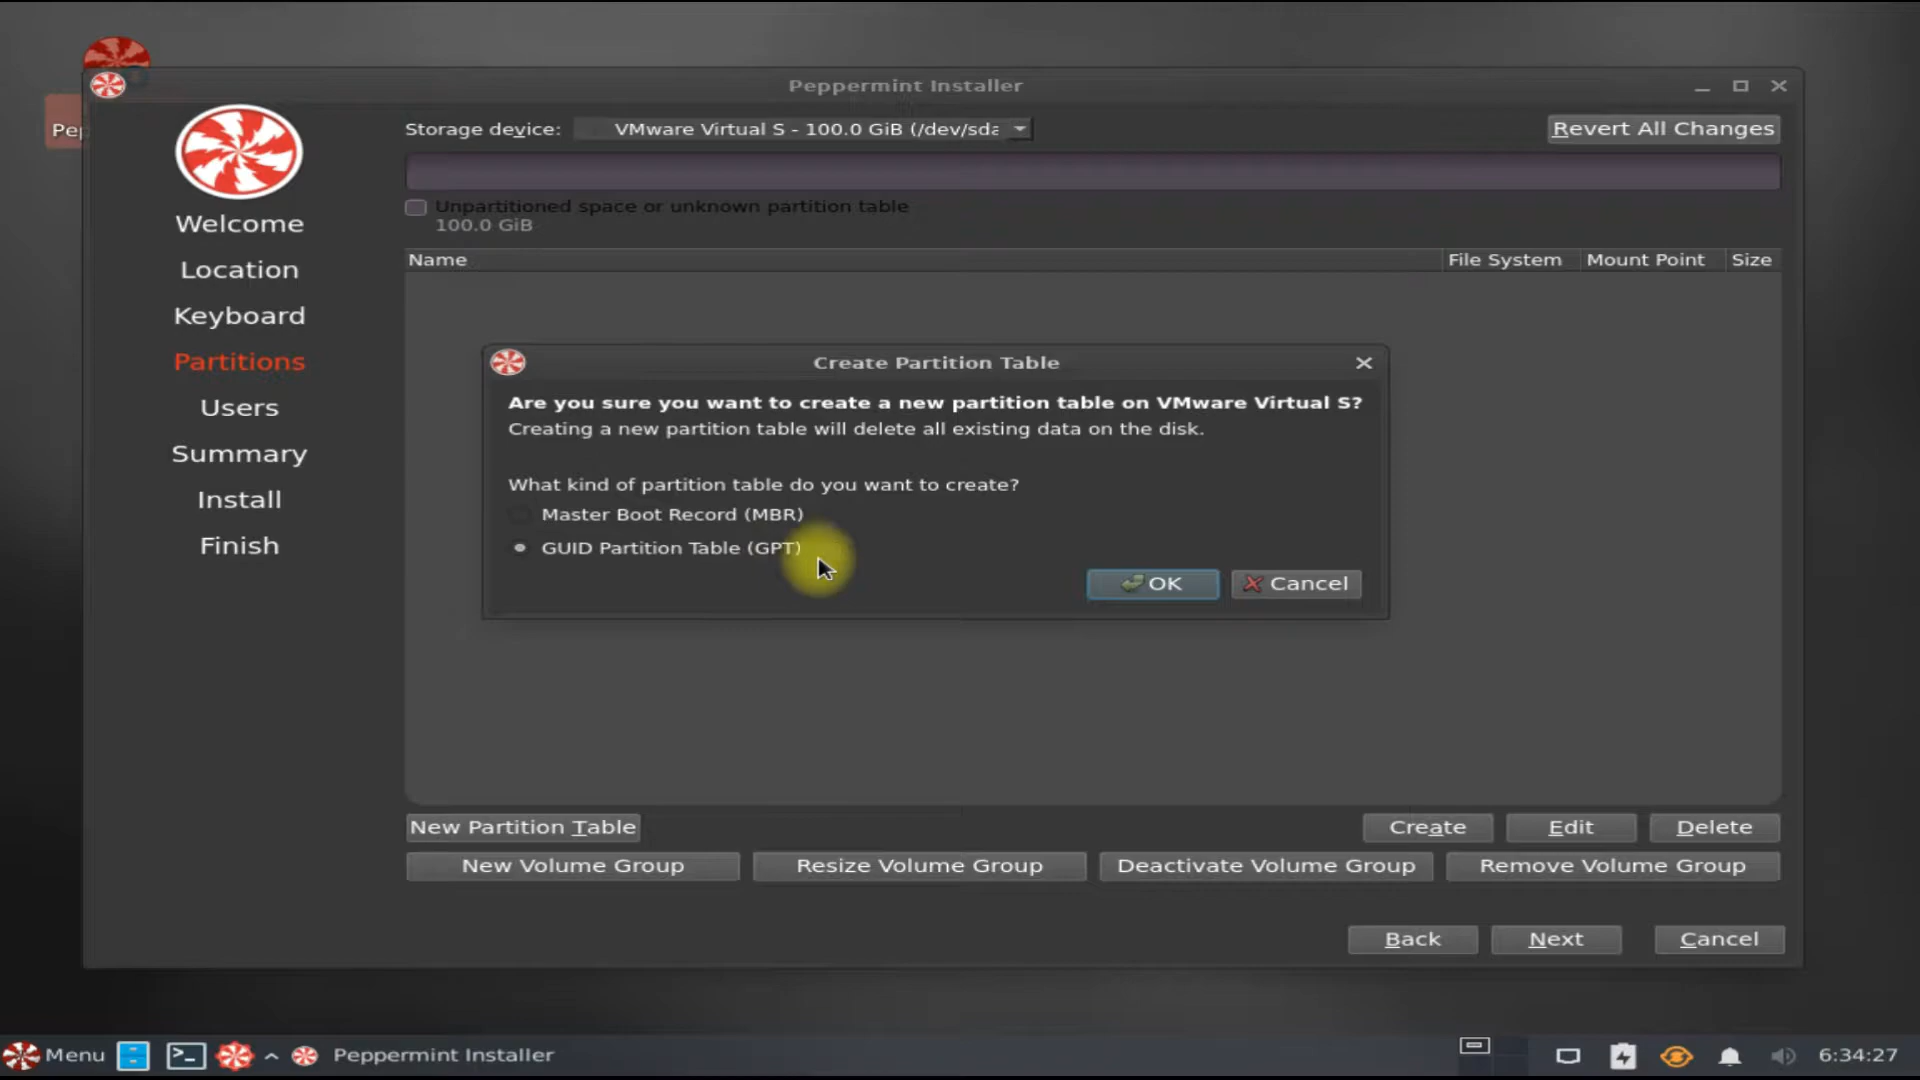 Peppermint Installer
Pep
Storage device: VMware Virtual S - 100.0 GiB (/dev/sda
Revert All Changes
Unpartitioned space or unknown partition table
100.0 GiB
Welcome
Location
Keyboard
Partitions
Users
Summary
Install
Finish
Name File System Mount Point Size
Create Partition Table
Are you sure you want to create a new partition table on VMware Virtual S?
Creating a new partition table will delete all existing data on the disk.
What kind of partition table do you want to create?
Master Boot Record (MBR)
GUID Partition Table (GPT)
OK Cancel
New Partition Table Create Edit Delete
New Volume Group Resize Volume Group Deactivate Volume Group Remove Volume Group
Back Next Cancel
Menu Peppermint Installer 6:34:27